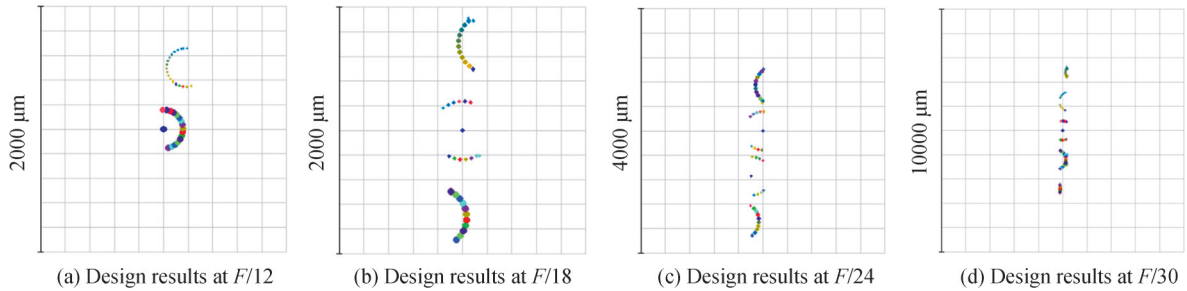 2000 μm
(a) Design results at F/12
2000 μm
(b) Design results at F/18
4000 μm
(c) Design results at F/24
10000 μm
(d) Design results at F/30